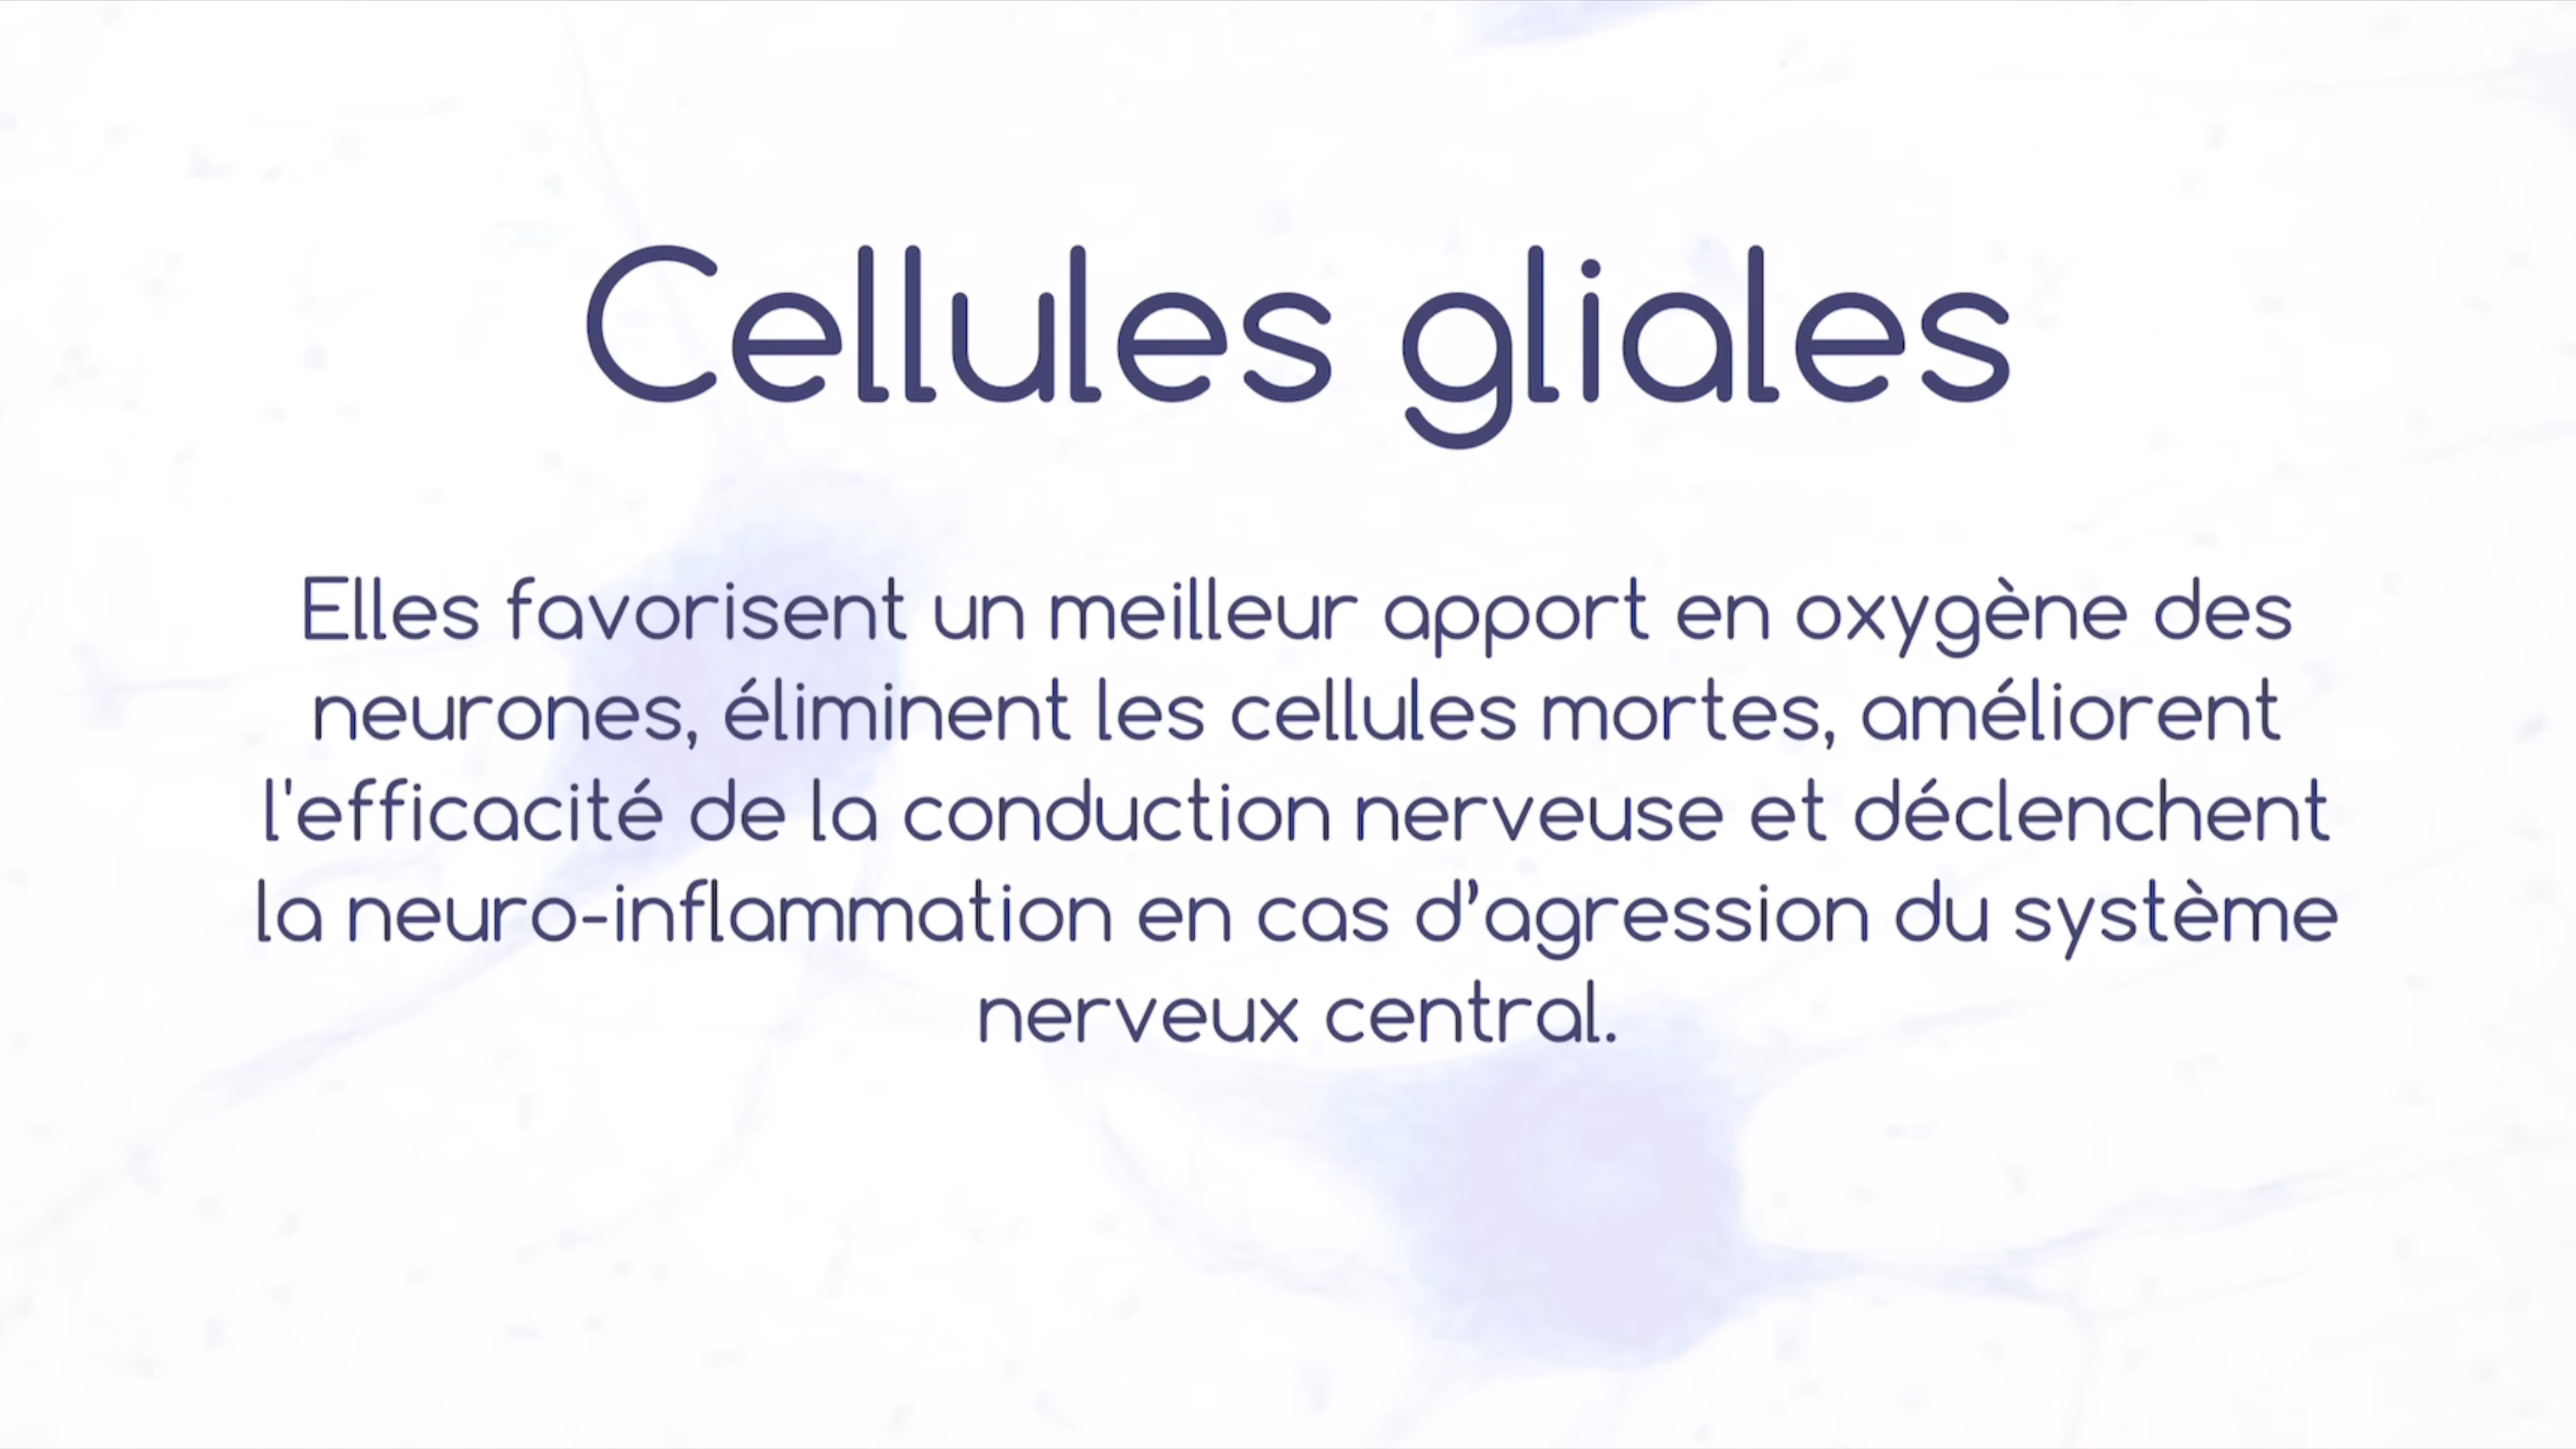 Cellules gliales
Elles favorisent un meilleur apport en oxygène des
neurones, éliminent les cellules mortes, améliorent
l'efficacité de la conduction nerveuse et déclenchent
la neuro-inflammation en cas d’agression du système
nerveux central.